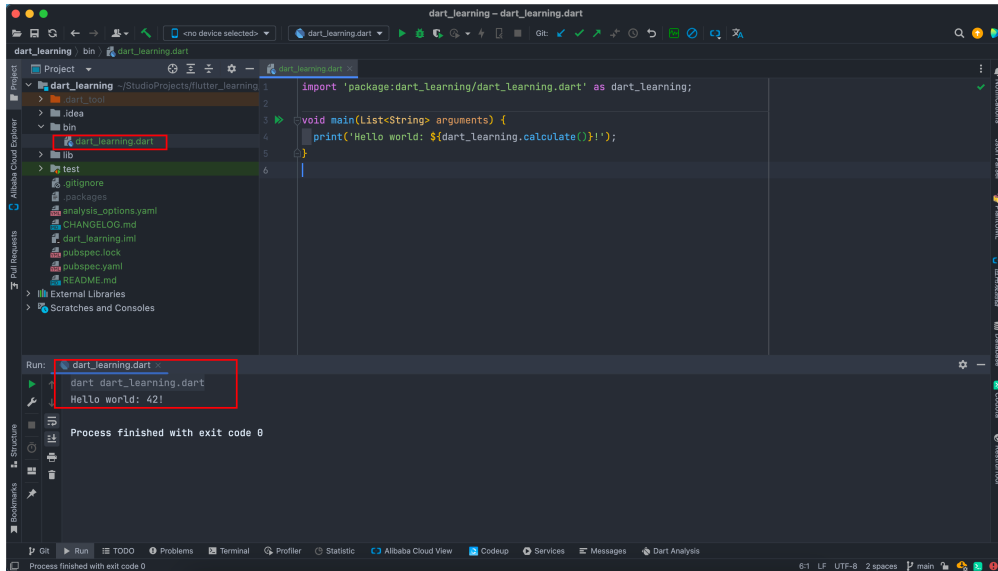 dart_learning – dart_learning.dart
<no device selected>
dart_learning.dart
Git:
dart_learning 〉 bin 〉 dart_learning.dart
Project
dart_learning.dart
Project
dart_learning ~/StudioProjects/flutter_learning
.dart_tool
.idea
bin
dart_learning.dart
lib
test
.gitignore
.packages
analysis_options.yaml
CHANGELOG.md
dart_learning.iml
pubspec.lock
pubspec.yaml
README.md
External Libraries
Scratches and Consoles
Alibaba Cloud Explorer
Pull Requests
Structure
Bookmarks
1 import 'package:dart_learning/dart_learning.dart' as dart_learning;
2
3 void main(List<String> arguments) {
4 print('Hello world: ${dart_learning.calculate()}!');
5 }
6
Notifications
Run: dart_learning.dart
dart dart_learning.dart
Hello world: 42!
Process finished with exit code 0
Git Run TODO Problems Terminal Profiler Statistic Alibaba Cloud View Codeup Services Messages Dart Analysis
Process finished with exit code 0
6:1 LF UTF-8 2 spaces main